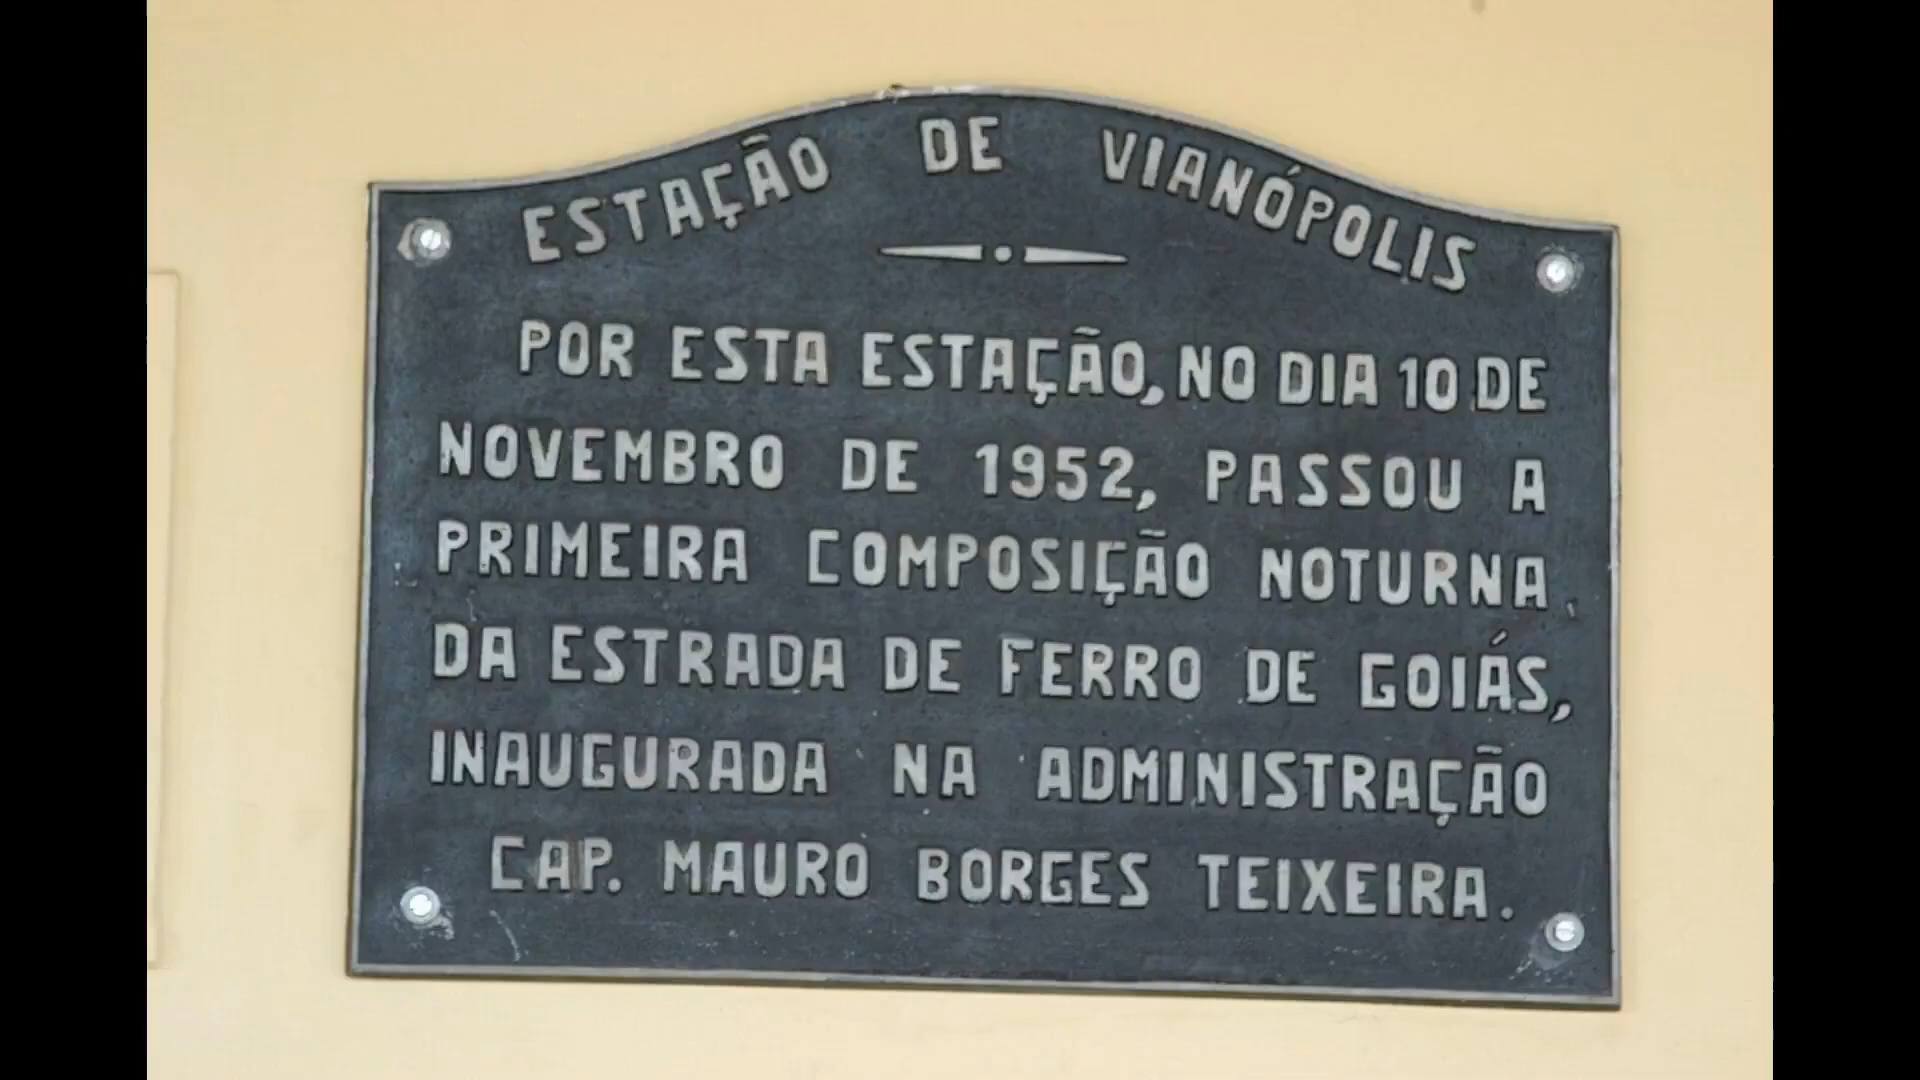 ESTAÇÃO DE VIANÓPOLIS
POR ESTA ESTAÇÃO, NO DIA 10 DE
NOVEMBRO DE 1952, PASSOU A
PRIMEIRA COMPOSIÇÃO NOTURNA
DA ESTRADA DE FERRO DE GOIÁS,
INAUGURADA NA ADMINISTRAÇÃO
CAP. MAURO BORGES TEIXEIRA.